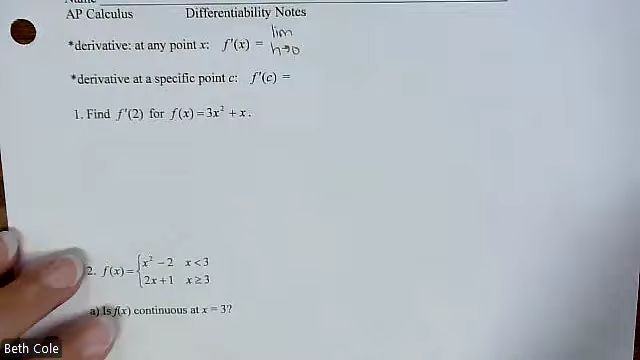 Name
AP Calculus Differentiability Notes
*derivative: at any point x: f'(x) = lim h→0
*derivative at a specific point c: f'(c) =
1. Find f'(2) for f(x) = 3x² + x.
2. f(x) = { x² − 2 x < 3
2x + 1 x ≥ 3
a) Is f(x) continuous at x = 3?
Beth Cole